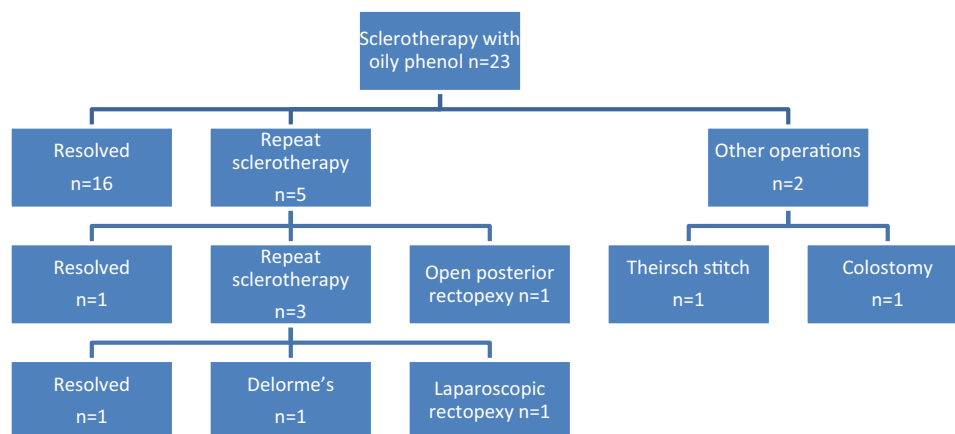 Sclerotherapy with
oily phenol n=23
Resolved
n=16
Repeat
sclerotherapy
n=5
Other operations
n=2
Resolved
n=1
Repeat
sclerotherapy
n=3
Open posterior
rectopexy n=1
Theirsch stitch
n=1
Colostomy
n=1
Resolved
n=1
Delorme’s
n=1
Laparoscopic
rectopexy n=1